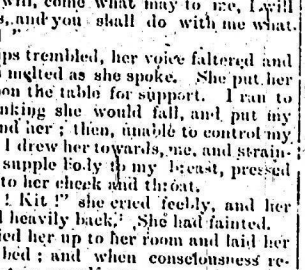 will, come what may to me, I will
s, and you shall do with me what.
"
ps trembled, her voice faltered and
s melted as she spoke. She put her
on the table for support. I ran to
nking she would fall, and put my
nd her; then, unable to control my
I drew her towards me, and strain-
supple body to my breast, pressed
to her cheek and throat.
! Kit!" she cried feebly, and her
l heavily back. She had fainted.
ied her up to her room and laid her
bed; and when consciousness re-